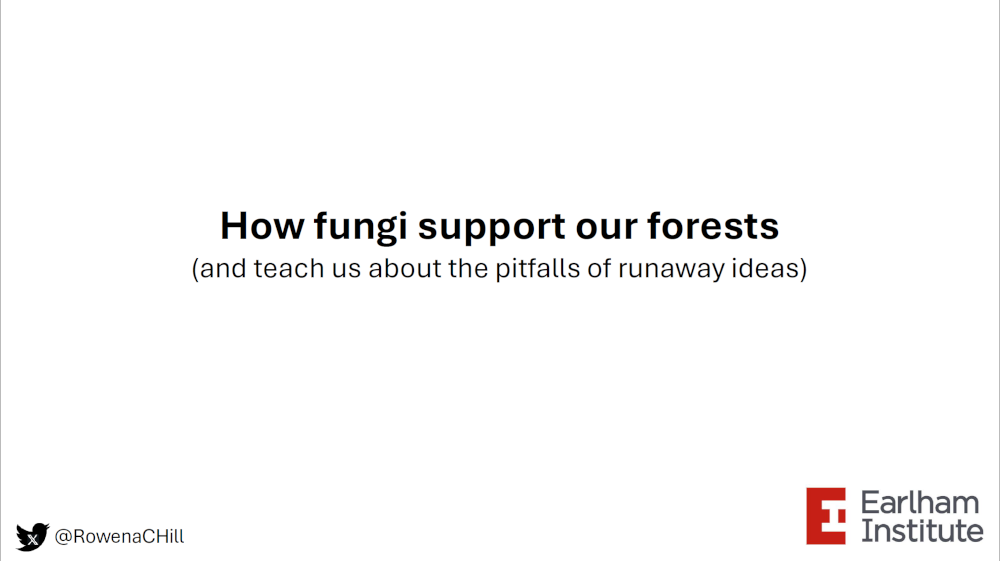 How fungi support our forests
(and teach us about the pitfalls of runaway ideas)
@RowenaCHill
Earlham
Institute